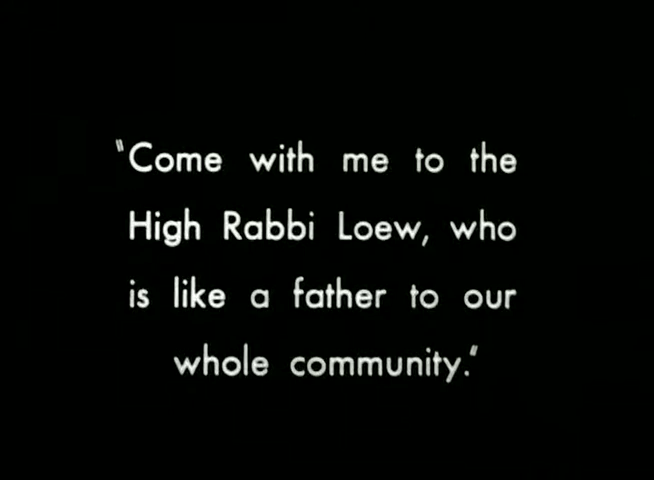 "Come with me to the
High Rabbi Loew, who
is like a father to our
whole community."